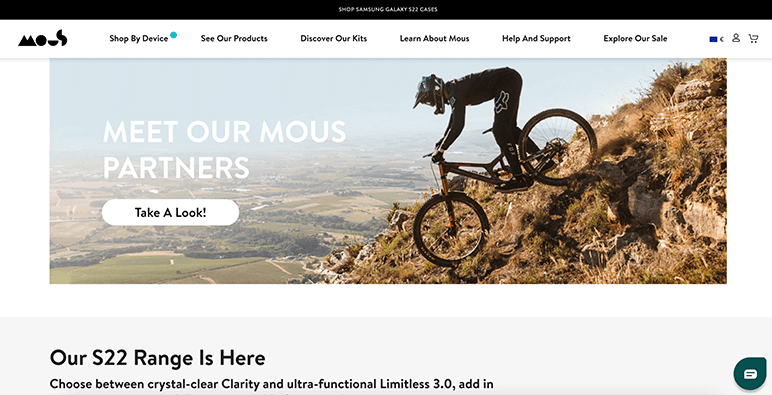 SHOP SAMSUNG GALAXY S22 CASES
MOUS
Shop By Device See Our Products Discover Our Kits Learn About Mous Help And Support Explore Our Sale €
MEET OUR MOUS
PARTNERS
Take A Look!
Our S22 Range Is Here
Choose between crystal-clear Clarity and ultra-functional Limitless 3.0, add in